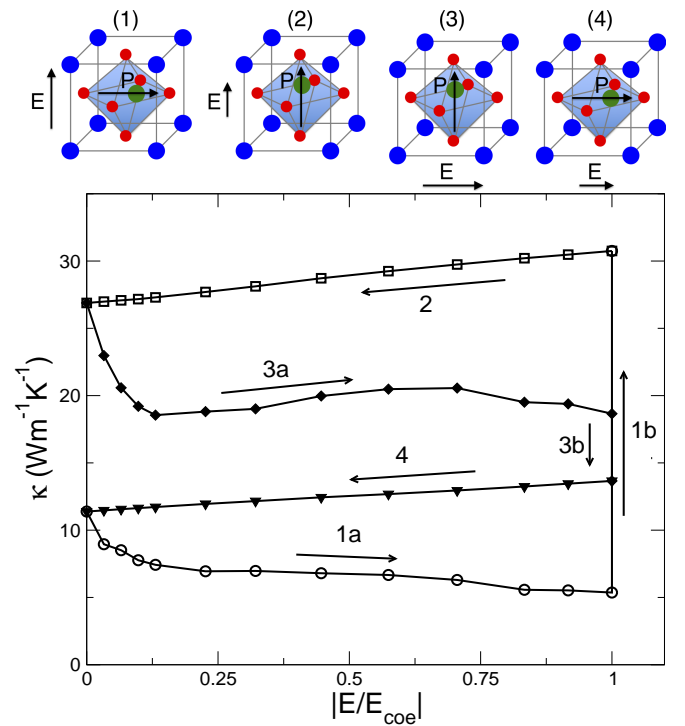 (1) (2) (3) (4)
E P E P P P
E E
30 20 10 0
κ (Wm⁻¹K⁻¹)
2
3a
3b
1b
4
1a
0 0.25 0.5 0.75 1
|E/E_coe|